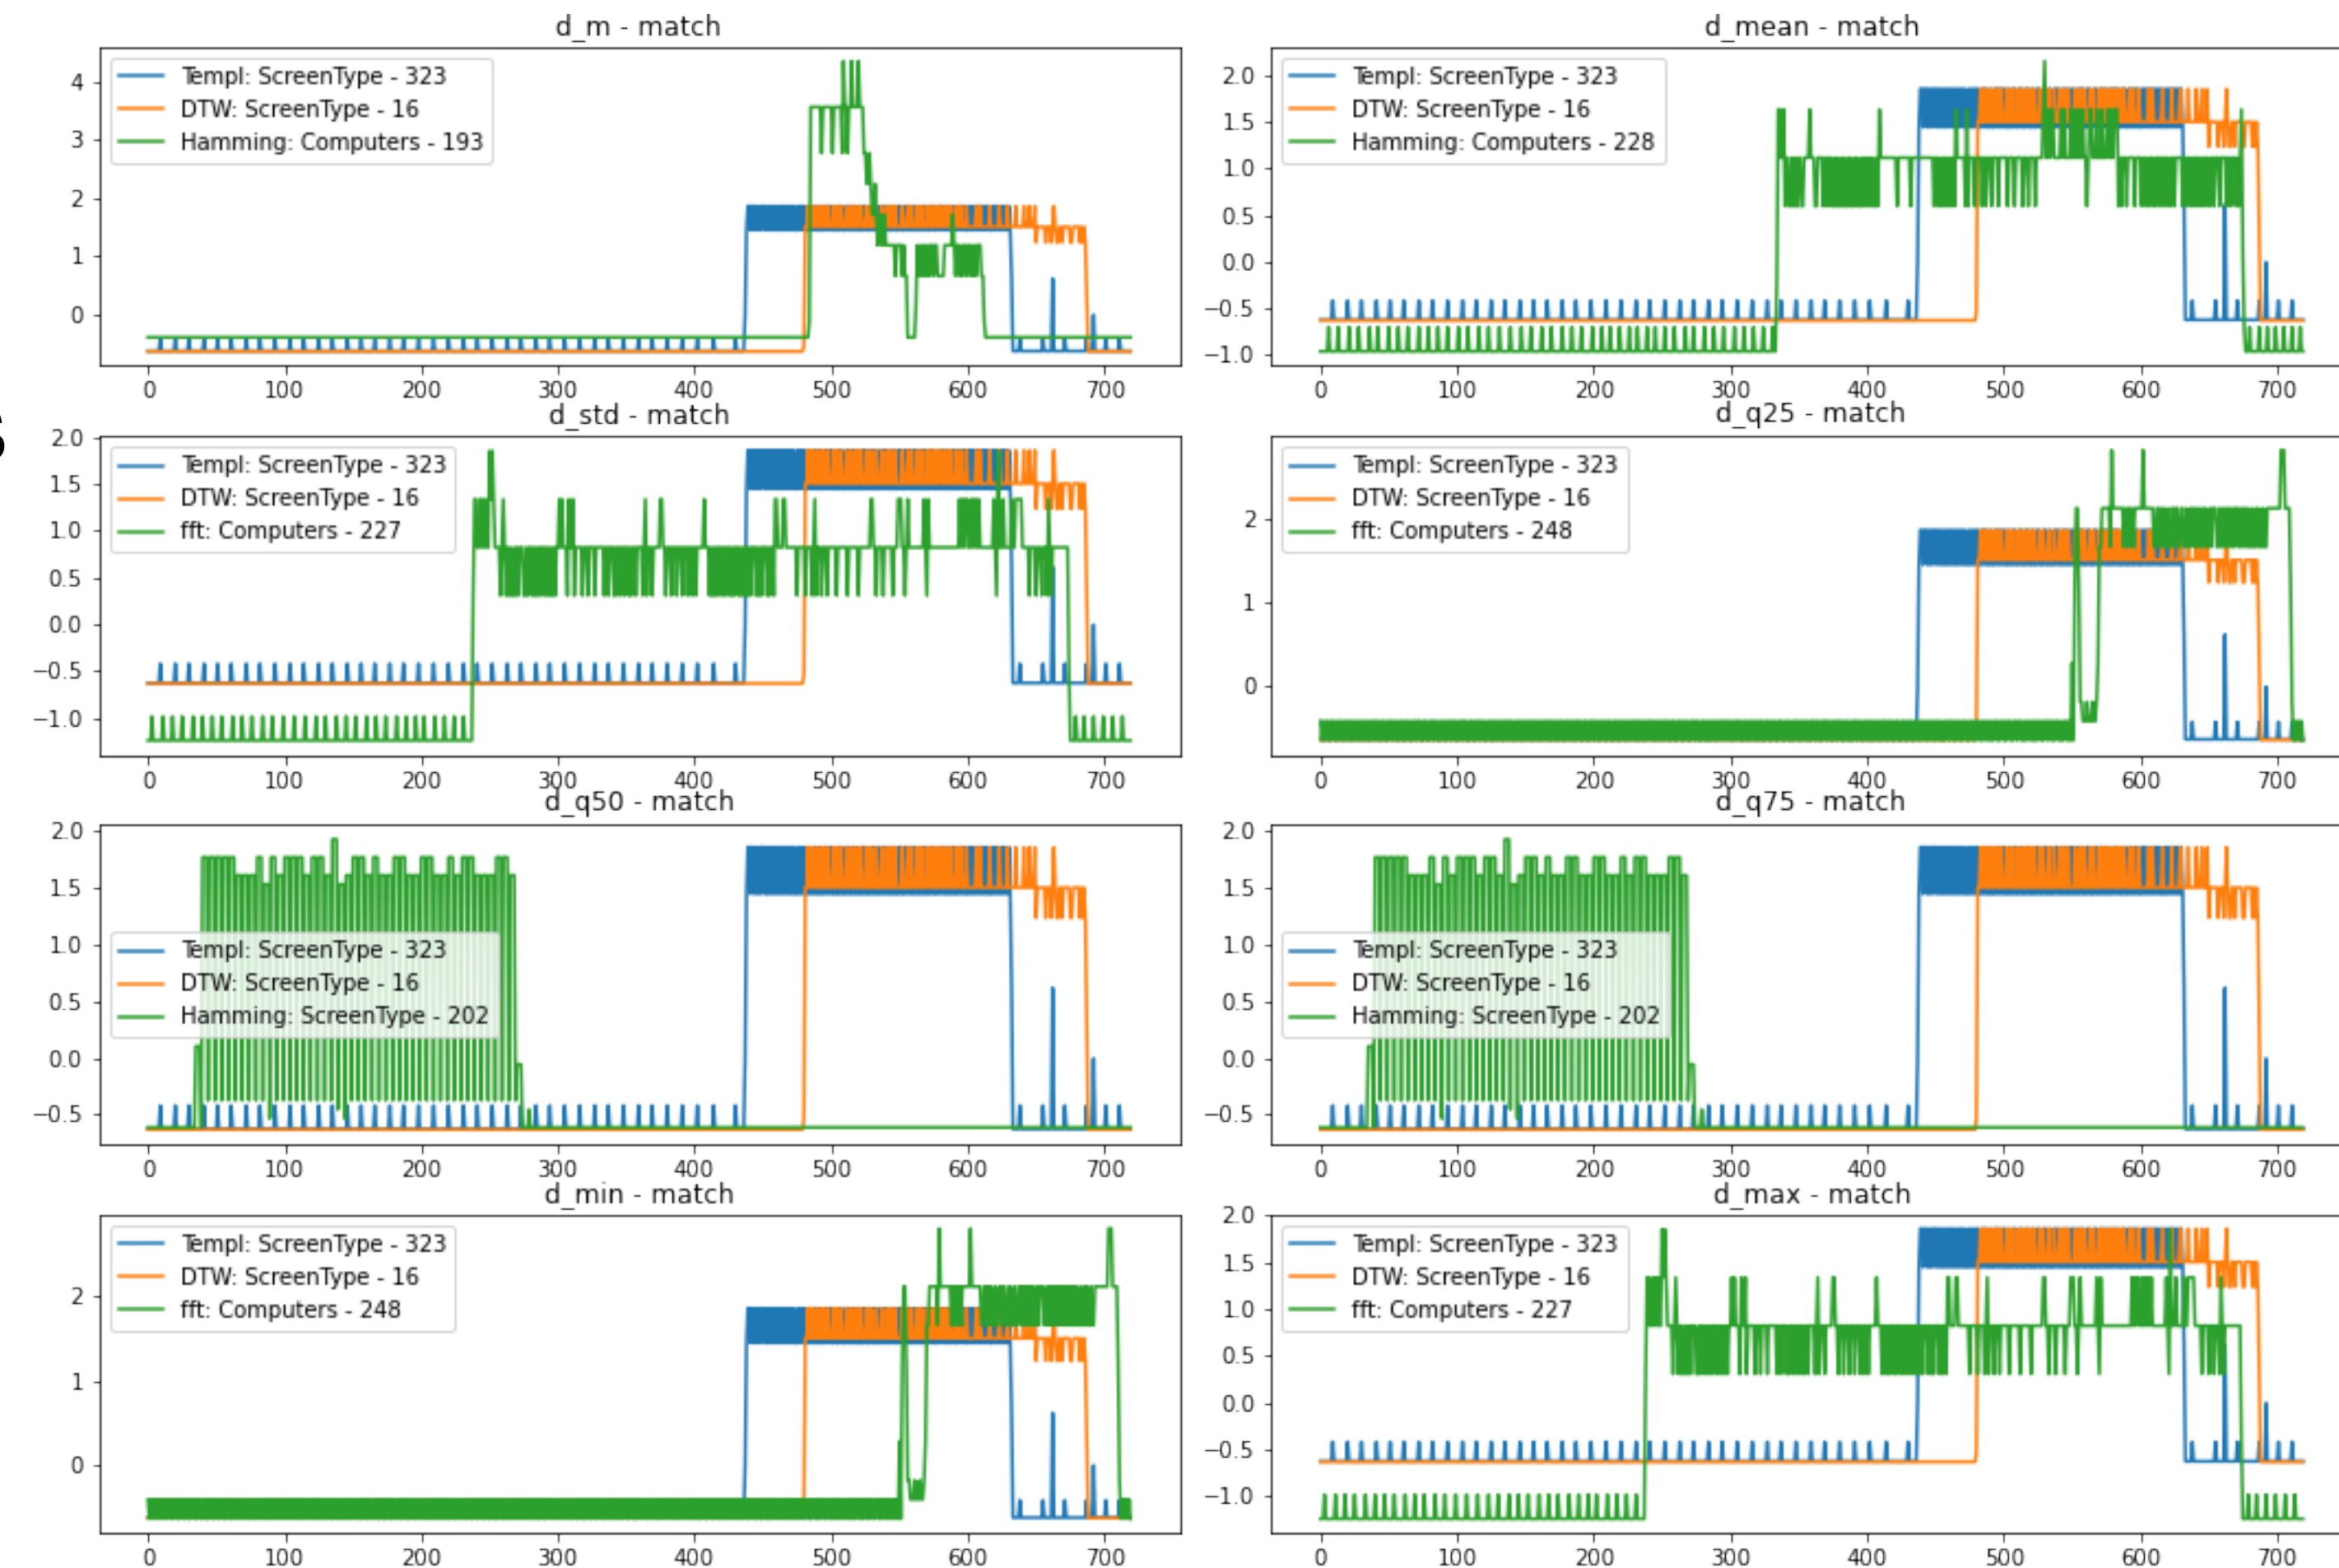 d_m - match
4
3
2
1
0
Templ: ScreenType - 323
DTW: ScreenType - 16
Hamming: Computers - 193
0 100 200 300 400 500 600 700
d_mean - match
2.0
1.5
1.0
0.5
0.0
−0.5
−1.0
Templ: ScreenType - 323
DTW: ScreenType - 16
Hamming: Computers - 228
0 100 200 300 400 500 600 700
s
d_std - match
2.0
1.5
1.0
0.5
0.0
−0.5
−1.0
Templ: ScreenType - 323
DTW: ScreenType - 16
fft: Computers - 227
0 100 200 300 400 500 600 700
d_q25 - match
2
1
0
Templ: ScreenType - 323
DTW: ScreenType - 16
fft: Computers - 248
0 100 200 300 400 500 600 700
d_q50 - match
2.0
1.5
1.0
0.5
0.0
−0.5
Templ: ScreenType - 323
DTW: ScreenType - 16
Hamming: ScreenType - 202
0 100 200 300 400 500 600 700
d_q75 - match
2.0
1.5
1.0
0.5
0.0
−0.5
Templ: ScreenType - 323
DTW: ScreenType - 16
Hamming: ScreenType - 202
0 100 200 300 400 500 600 700
d_min - match
2
1
0
Templ: ScreenType - 323
DTW: ScreenType - 16
fft: Computers - 248
0 100 200 300 400 500 600 700
d_max - match
2.0
1.5
1.0
0.5
0.0
−0.5
−1.0
Templ: ScreenType - 323
DTW: ScreenType - 16
fft: Computers - 227
0 100 200 300 400 500 600 700